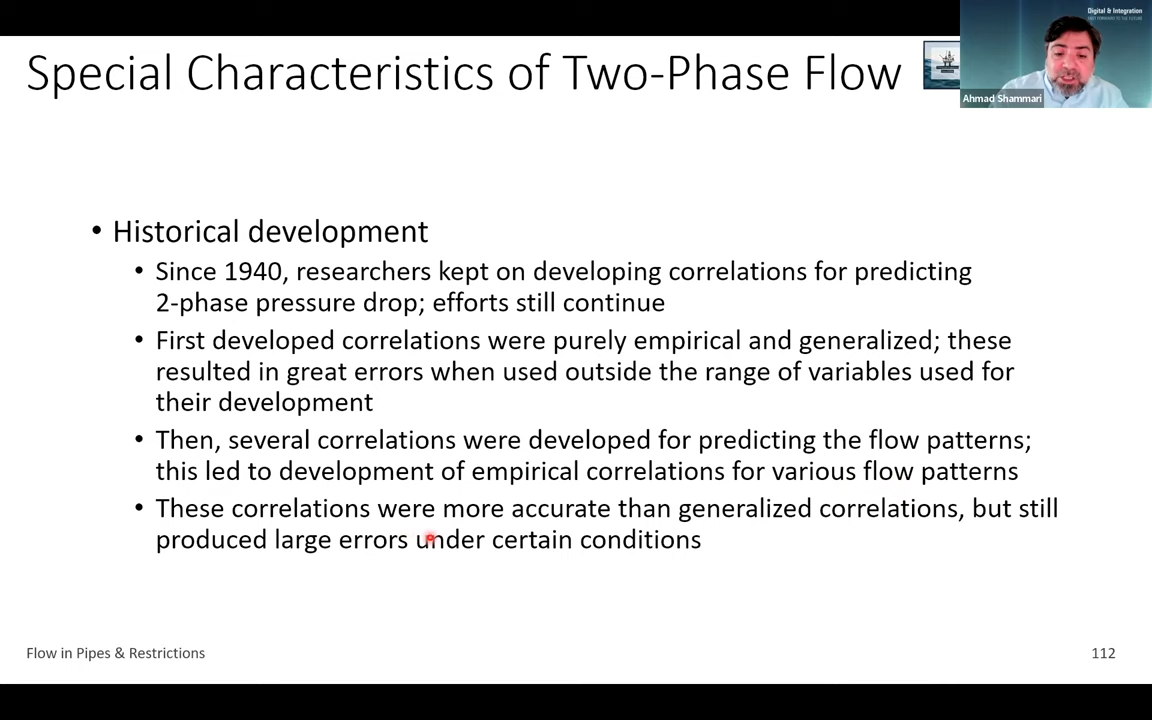 Digital & Integration
Special Characteristics of Two-Phase Flow
Ahmad Shammari
• Historical development
• Since 1940, researchers kept on developing correlations for predicting
2-phase pressure drop; efforts still continue
• First developed correlations were purely empirical and generalized; these
resulted in great errors when used outside the range of variables used for
their development
• Then, several correlations were developed for predicting the flow patterns;
this led to development of empirical correlations for various flow patterns
• These correlations were more accurate than generalized correlations, but still
produced large errors under certain conditions
Flow in Pipes & Restrictions
112